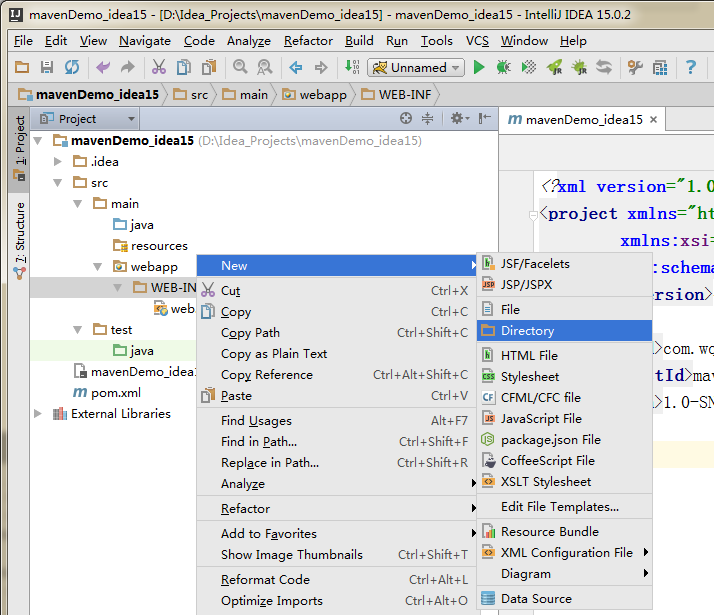 mavenDemo_idea15 - [D:\Idea_Projects\mavenDemo_idea15] - mavenDemo_idea15 - IntelliJ IDEA 15.0.2
File Edit View Navigate Code Analyze Refactor Build Run Tools VCS Window Help
Unnamed
mavenDemo_idea15 src main webapp WEB-INF
1: Project
Project
mavenDemo_idea15
mavenDemo_idea15 (D:\Idea_Projects\mavenDemo_idea15)
.idea
src
main
java
resources
webapp
WEB-IN
web
test
java
mavenDemo_idea1
pom.xml
External Libraries
7: Structure
New
Cut Ctrl+X
Copy Ctrl+C
Copy Path Ctrl+Shift+C
Copy as Plain Text
Copy Reference Ctrl+Alt+Shift+C
Paste Ctrl+V
Find Usages Alt+F7
Find in Path... Ctrl+Shift+F
Replace in Path... Ctrl+Shift+R
Analyze
Refactor
Add to Favorites
Show Image Thumbnails Ctrl+Shift+T
Reformat Code Ctrl+Alt+L
Optimize Imports Ctrl+Alt+O
JSF/Facelets
JSP/JSPX
File
Directory
HTML File
Stylesheet
CFML/CFC file
JavaScript File
package.json File
CoffeeScript File
XSLT Stylesheet
Edit File Templates...
Resource Bundle
XML Configuration File
Diagram
Data Source
<?xml version="1.0
<project xmlns="ht
xmlns:xsi=
:schema
ersion>
>com.wo
tId>mav
>1.0-SN